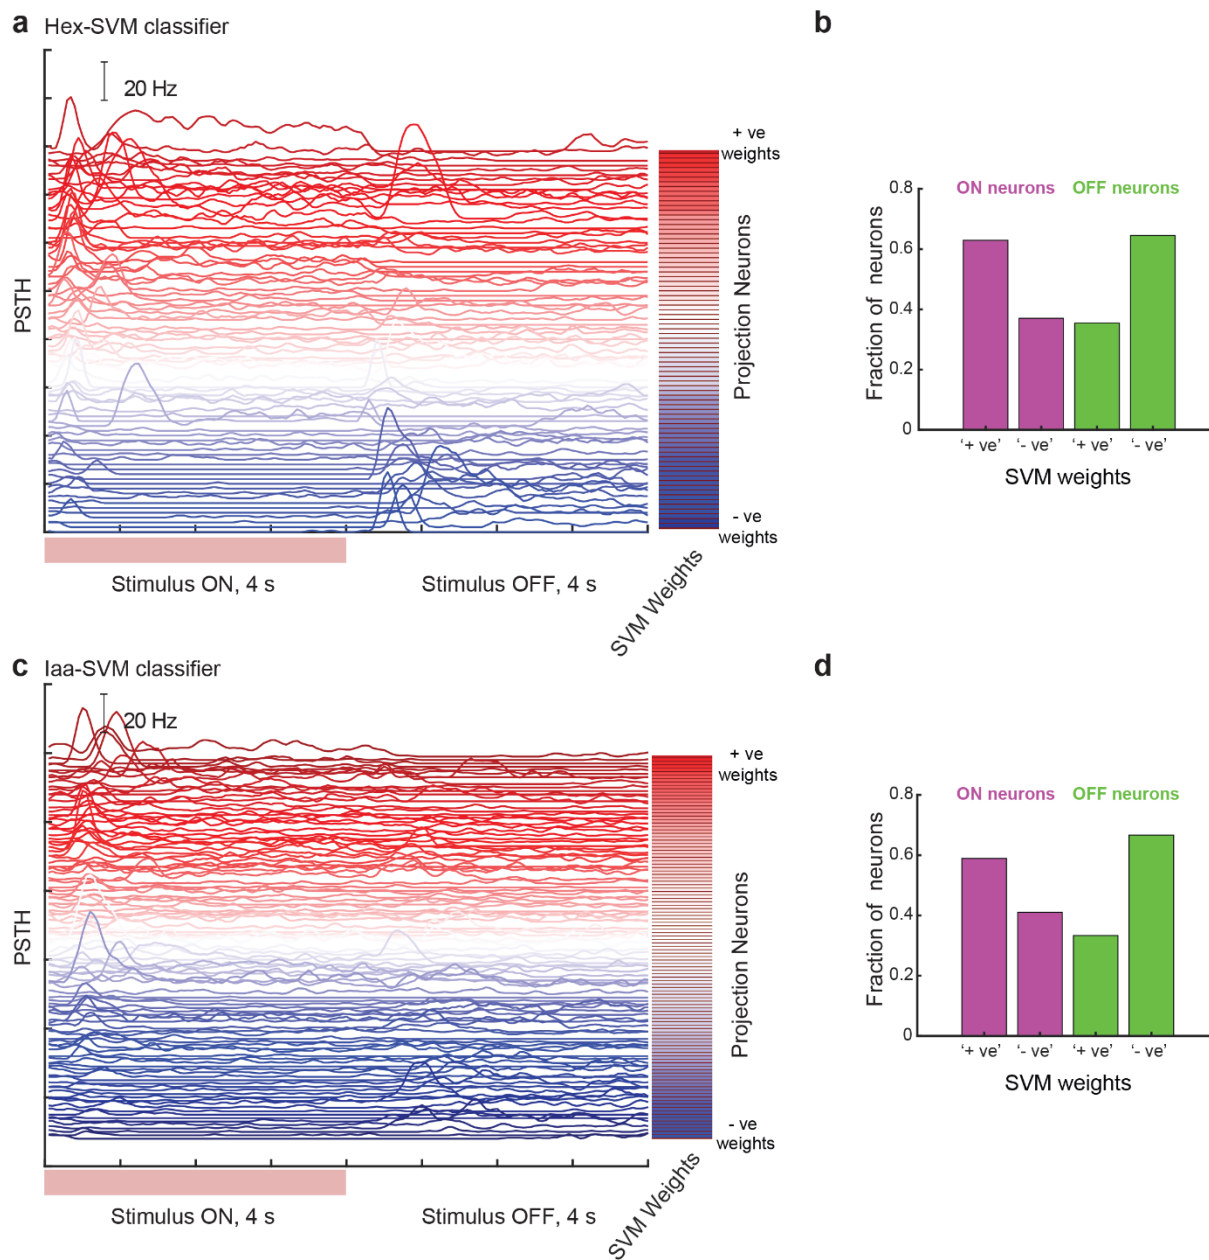 a Hex-SVM classifier
20 Hz
PSTH
+ ve
weights
Projection Neurons
- ve
weights
SVM Weights
Stimulus ON, 4 s
Stimulus OFF, 4 s
b
ON neurons OFF neurons
Fraction of neurons
0.8
0.6
0.4
0.2
0
‘+ ve’ ‘- ve’ ‘+ ve’ ‘- ve’
SVM weights
c Iaa-SVM classifier
20 Hz
PSTH
+ ve
weights
Projection Neurons
- ve
weights
SVM Weights
Stimulus ON, 4 s
Stimulus OFF, 4 s
d
ON neurons OFF neurons
Fraction of neurons
0.8
0.6
0.4
0.2
0
‘+ ve’ ‘- ve’ ‘+ ve’ ‘-ve’
SVM weights